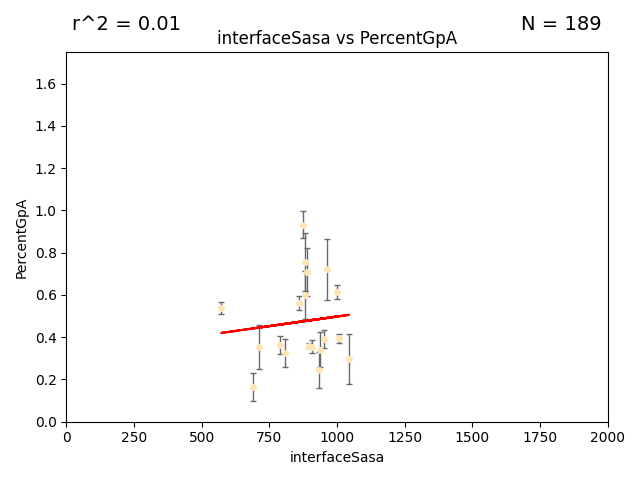 r^2 = 0.01
N = 189
interfaceSasa vs PercentGpA
PercentGpA
1.6
1.4
1.2
1.0
0.8
0.6
0.4
0.2
0.0
0 250 500 750 1000 1250 1500 1750 2000
interfaceSasa